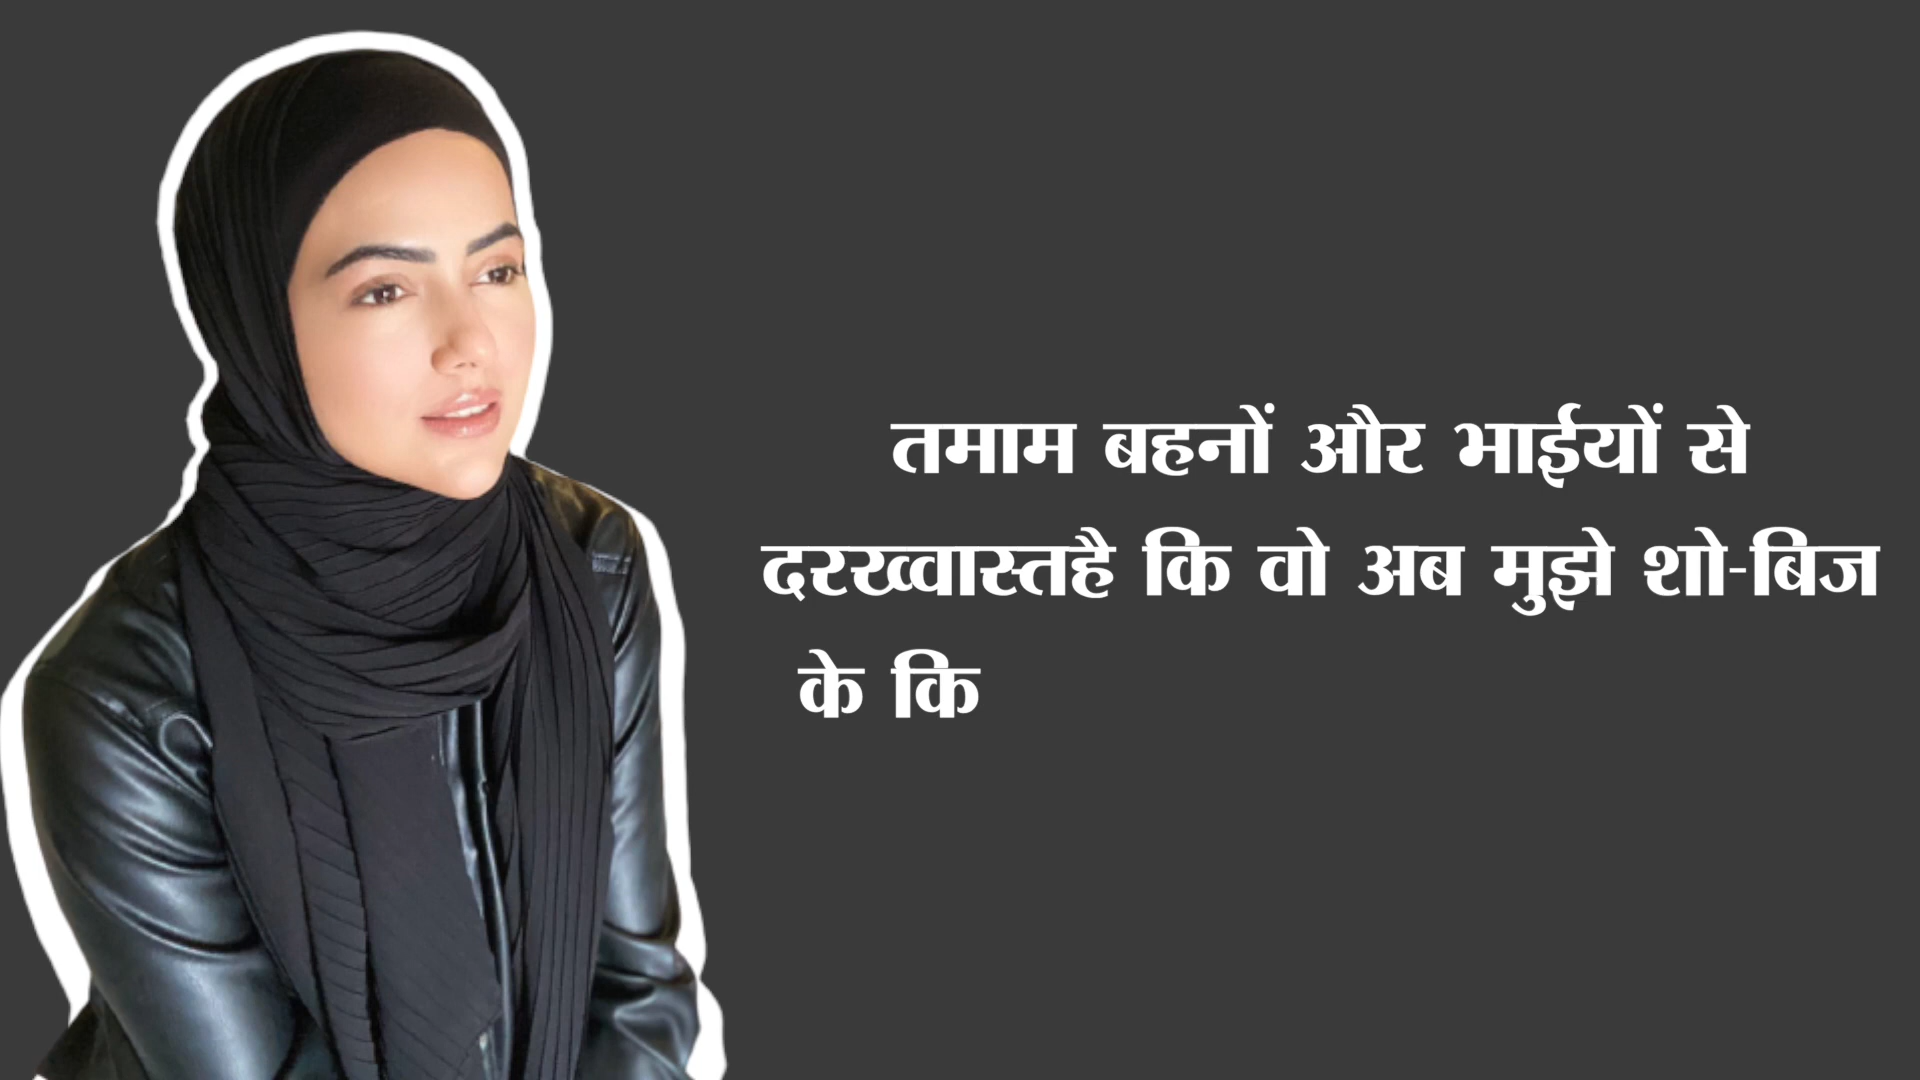 तमाम बहनों और भाईयों से
दरख्वास्तहै कि वो अब मुझे शो-बिज
के कि